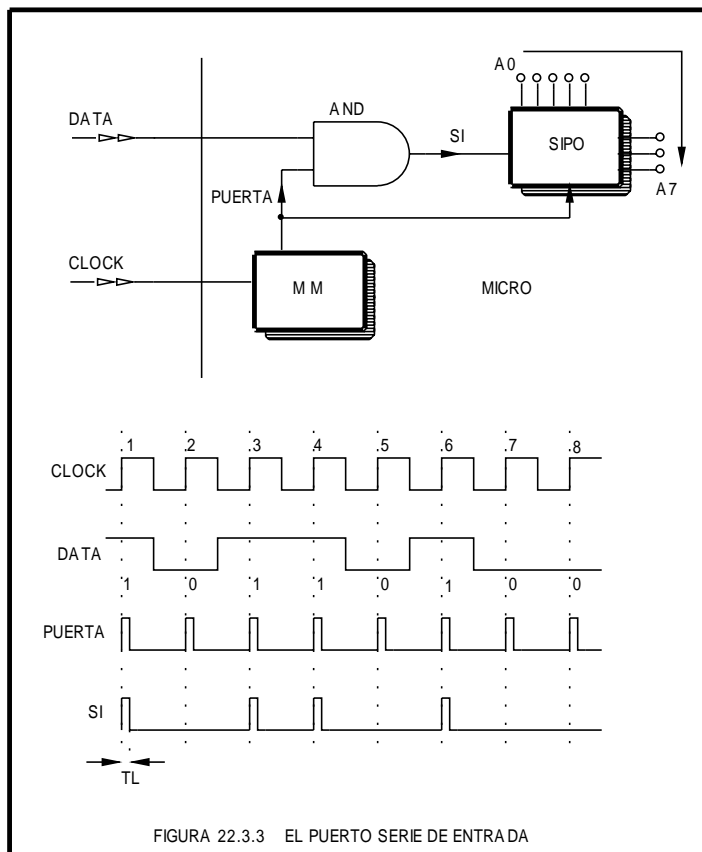 A0
AND
DATA
SI
SIPO
PUERTA
A7
CLOCK
MM
MICRO
.1 .2 .3 .4 .5 .6 .7 .8
CLOCK
DATA
1 0 1 1 0 1 0 0
PUERTA
SI
TL
FIGURA 22.3.3 EL PUERTO SERIE DE ENTRADA